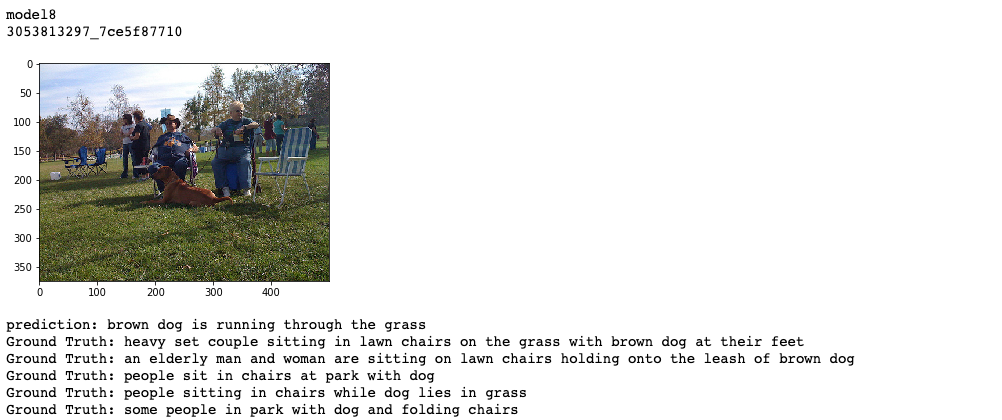 model8
3053813297_7ce5f87710
0
50
100
150
200
250
300
350
0 100 200 300 400
prediction: brown dog is running through the grass
Ground Truth: heavy set couple sitting in lawn chairs on the grass with brown dog at their feet
Ground Truth: an elderly man and woman are sitting on lawn chairs holding onto the leash of brown dog
Ground Truth: people sit in chairs at park with dog
Ground Truth: people sitting in chairs while dog lies in grass
Ground Truth: some people in park with dog and folding chairs